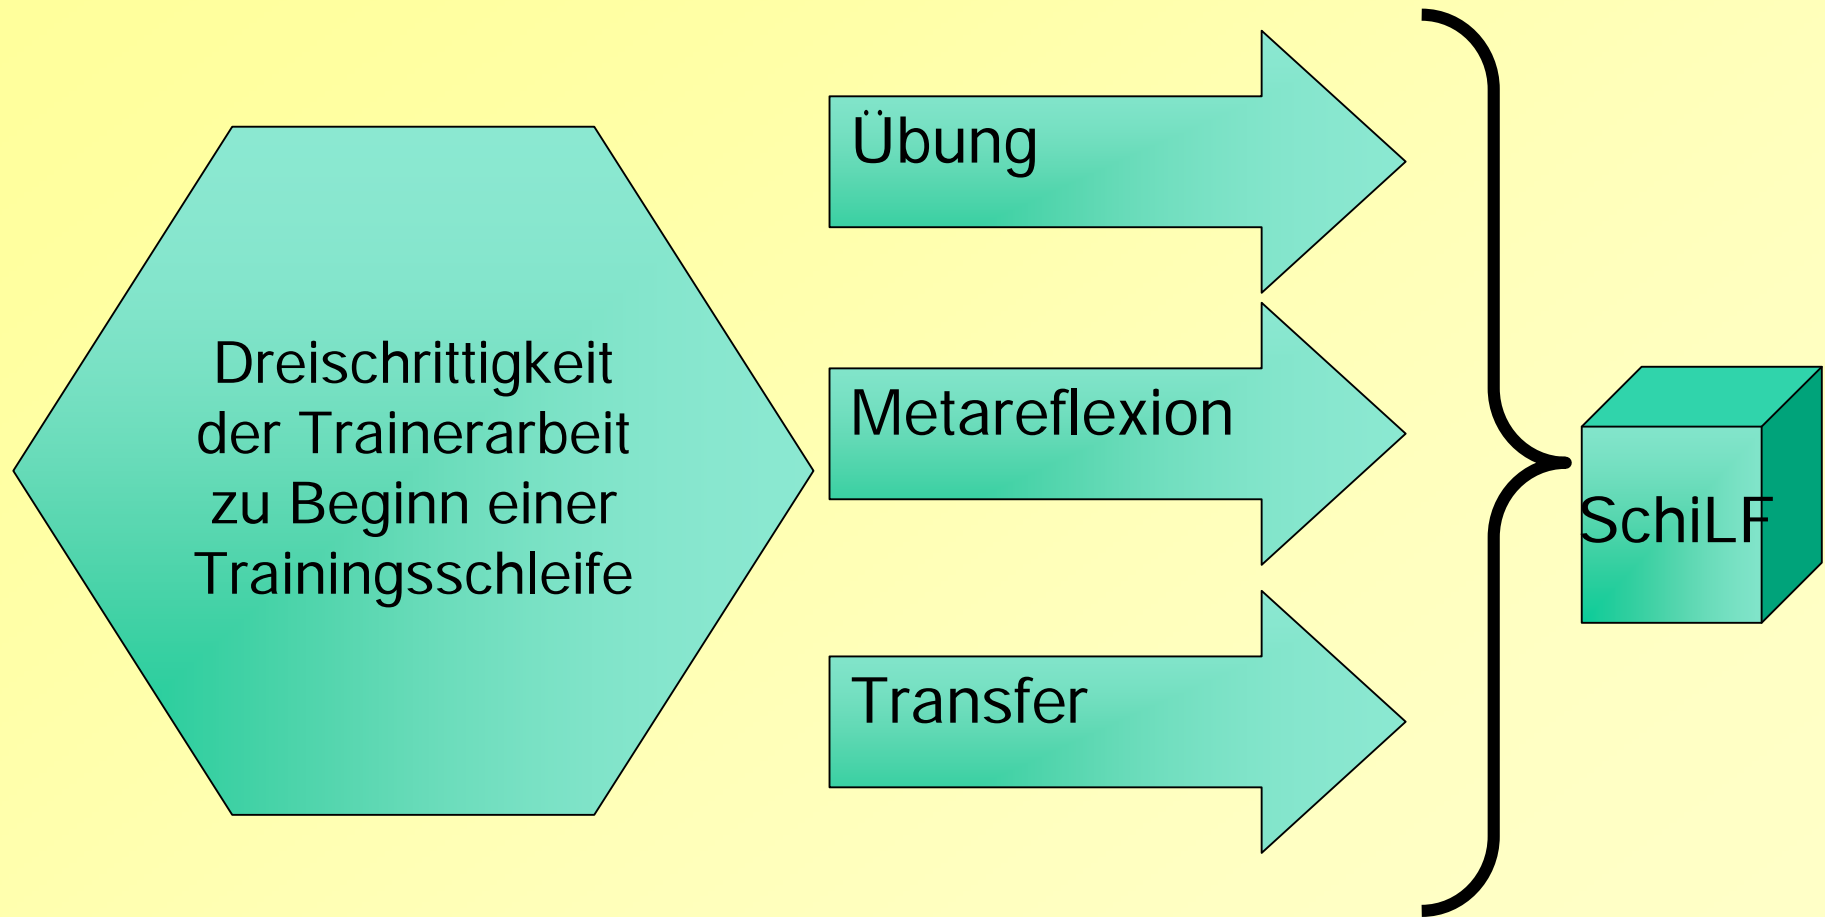 Dreischrittigkeit
der Trainerarbeit
zu Beginn einer
Trainingsschleife
Übung
Metareflexion
Transfer
SchiLF